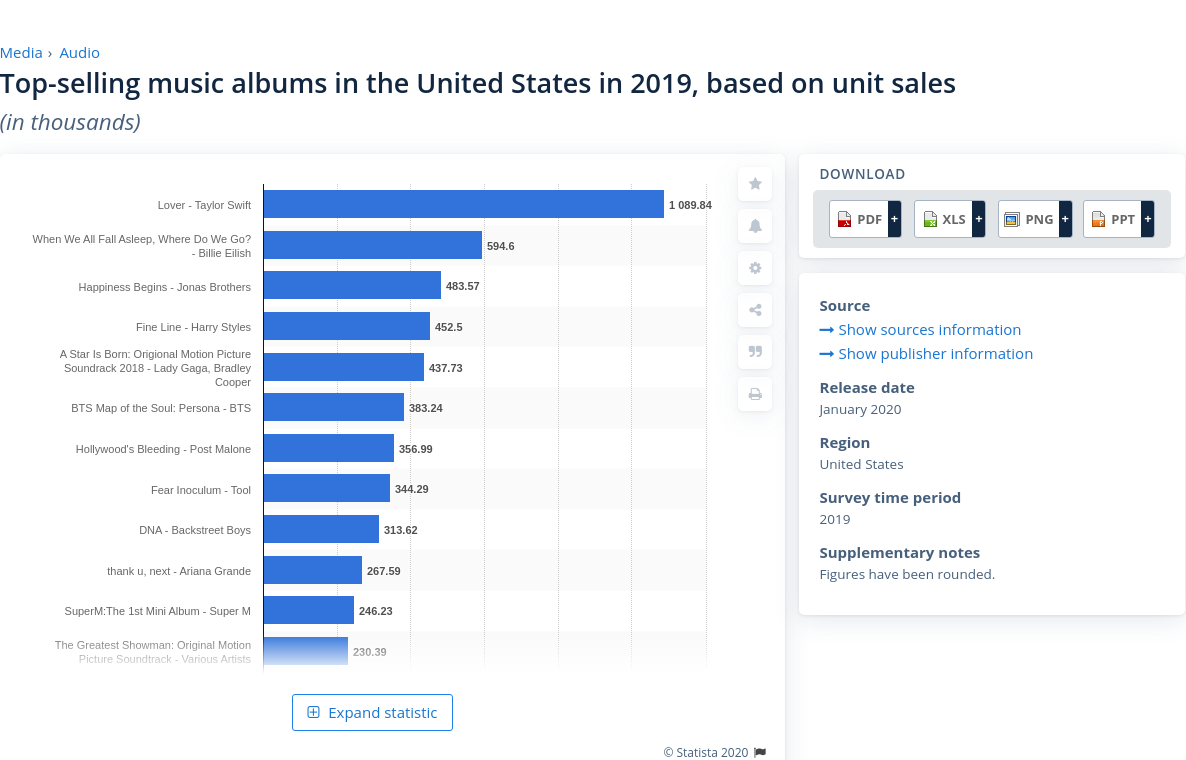 Media › Audio
Top-selling music albums in the United States in 2019, based on unit sales
(in thousands)
Lover - Taylor Swift
1 089.84
When We All Fall Asleep, Where Do We Go?
- Billie Eilish
594.6
Happiness Begins - Jonas Brothers
483.57
Fine Line - Harry Styles
452.5
A Star Is Born: Origional Motion Picture
Soundrack 2018 - Lady Gaga, Bradley
Cooper
437.73
BTS Map of the Soul: Persona - BTS
383.24
Hollywood's Bleeding - Post Malone
356.99
Fear Inoculum - Tool
344.29
DNA - Backstreet Boys
313.62
thank u, next - Ariana Grande
267.59
SuperM:The 1st Mini Album - Super M
246.23
The Greatest Showman: Original Motion
Picture Soundtrack - Various Artists
230.39
Expand statistic
© Statista 2020
DOWNLOAD
PDF + XLS + PNG + PPT +
Source
Show sources information
Show publisher information
Release date
January 2020
Region
United States
Survey time period
2019
Supplementary notes
Figures have been rounded.